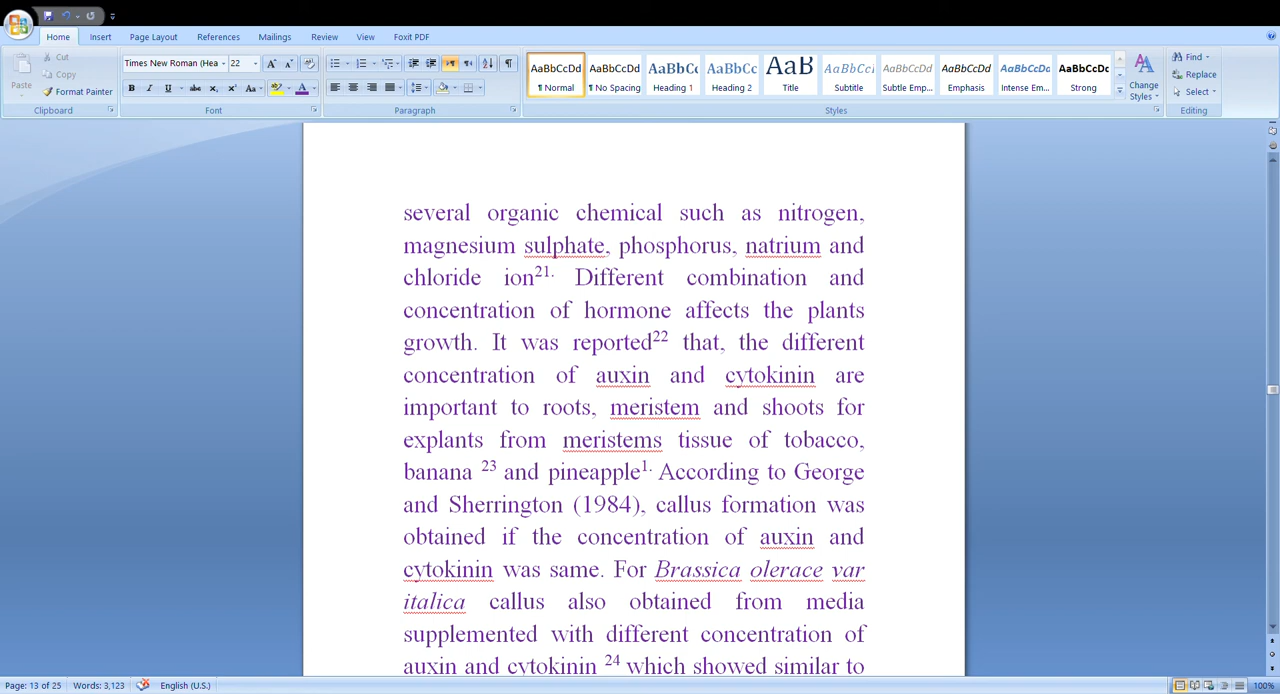 Home Insert Page Layout References Mailings Review View Foxit PDF
Cut
Copy
Paste
Format Painter
Clipboard
Times New Roman (Hea 22
Font
Paragraph
AaBbCcDd AaBbCcDd AaBbCc AaBbCc AaB AaBbCcI AaBbCcDd AaBbCcDd AaBbCcDd AaBbCcDc
¶ Normal ¶ No Spacing Heading 1 Heading 2 Title Subtitle Subtle Emp... Emphasis Intense Em... Strong
Styles
Change Styles
Find
Replace
Select
Editing
several organic chemical such as nitrogen,
magnesium sulphate, phosphorus, natrium and
chloride ion21. Different combination and
concentration of hormone affects the plants
growth. It was reported22 that, the different
concentration of auxin and cytokinin are
important to roots, meristem and shoots for
explants from meristems tissue of tobacco,
banana 23 and pineapple1. According to George
and Sherrington (1984), callus formation was
obtained if the concentration of auxin and
cytokinin was same. For Brassica olerace var
italica callus also obtained from media
supplemented with different concentration of
auxin and cytokinin 24 which showed similar to
Page: 13 of 25 Words: 3,123 English (U.S.) 100%